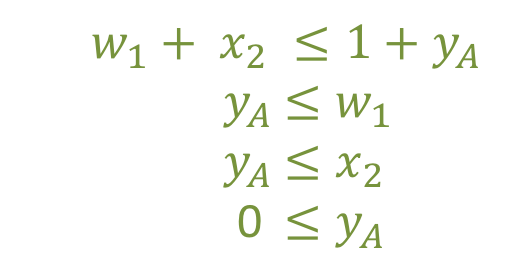 w₁ + x₂ ≤ 1 + y_A
y_A ≤ w₁
y_A ≤ x₂
0 ≤ y_A